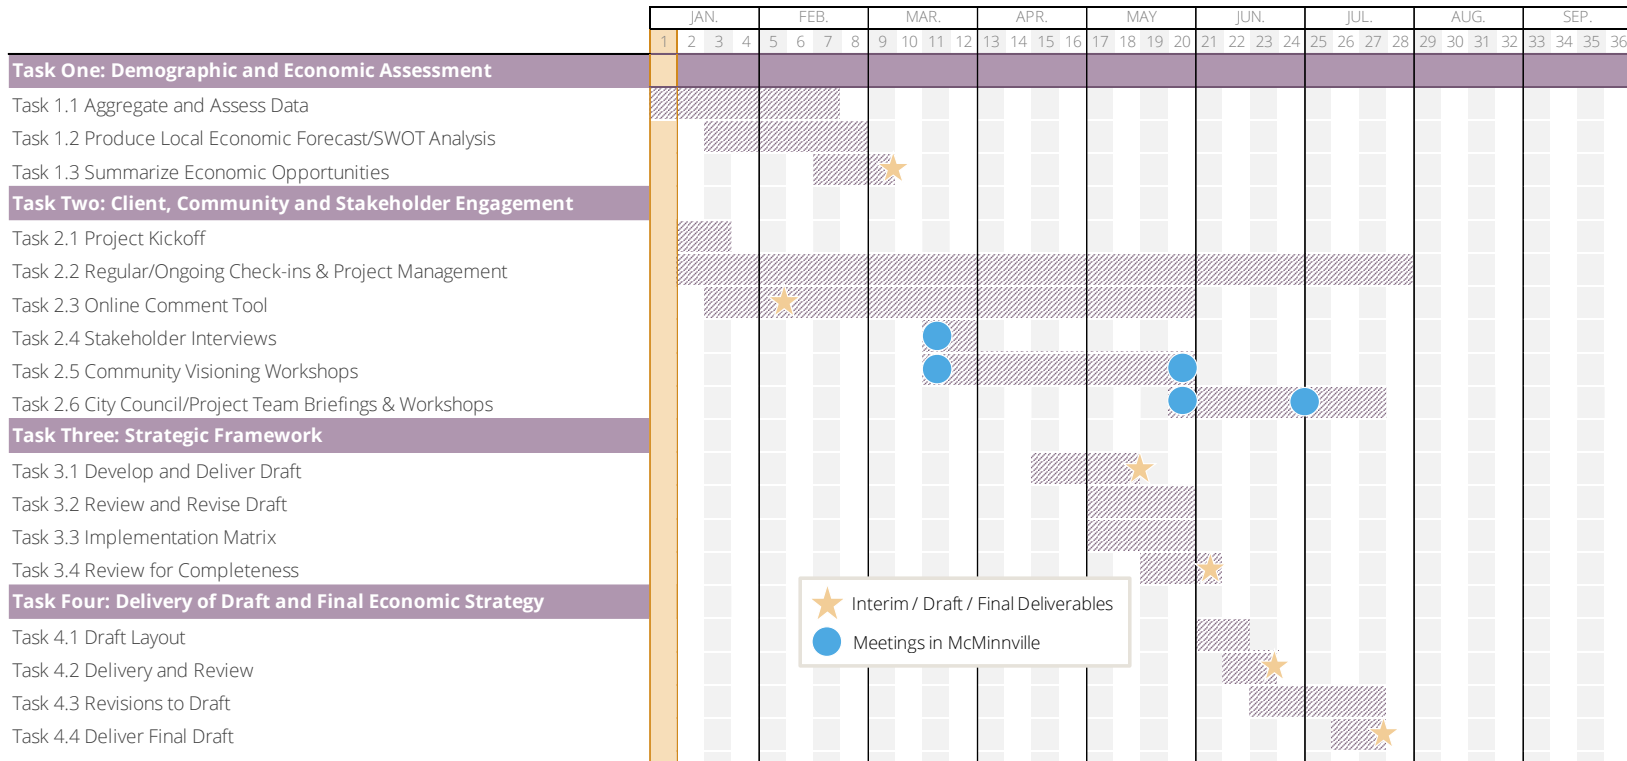 JAN. FEB. MAR. APR. MAY JUN. JUL. AUG. SEP.
1 2 3 4 5 6 7 8 9 10 11 12 13 14 15 16 17 18 19 20 21 22 23 24 25 26 27 28 29 30 31 32 33 34 35 36
Task One: Demographic and Economic Assessment
Task 1.1 Aggregate and Assess Data
Task 1.2 Produce Local Economic Forecast/SWOT Analysis
Task 1.3 Summarize Economic Opportunities
Task Two: Client, Community and Stakeholder Engagement
Task 2.1 Project Kickoff
Task 2.2 Regular/Ongoing Check-ins & Project Management
Task 2.3 Online Comment Tool
Task 2.4 Stakeholder Interviews
Task 2.5 Community Visioning Workshops
Task 2.6 City Council/Project Team Briefings & Workshops
Task Three: Strategic Framework
Task 3.1 Develop and Deliver Draft
Task 3.2 Review and Revise Draft
Task 3.3 Implementation Matrix
Task 3.4 Review for Completeness
Task Four: Delivery of Draft and Final Economic Strategy
Task 4.1 Draft Layout
Task 4.2 Delivery and Review
Task 4.3 Revisions to Draft
Task 4.4 Deliver Final Draft
Interim / Draft / Final Deliverables
Meetings in McMinnville